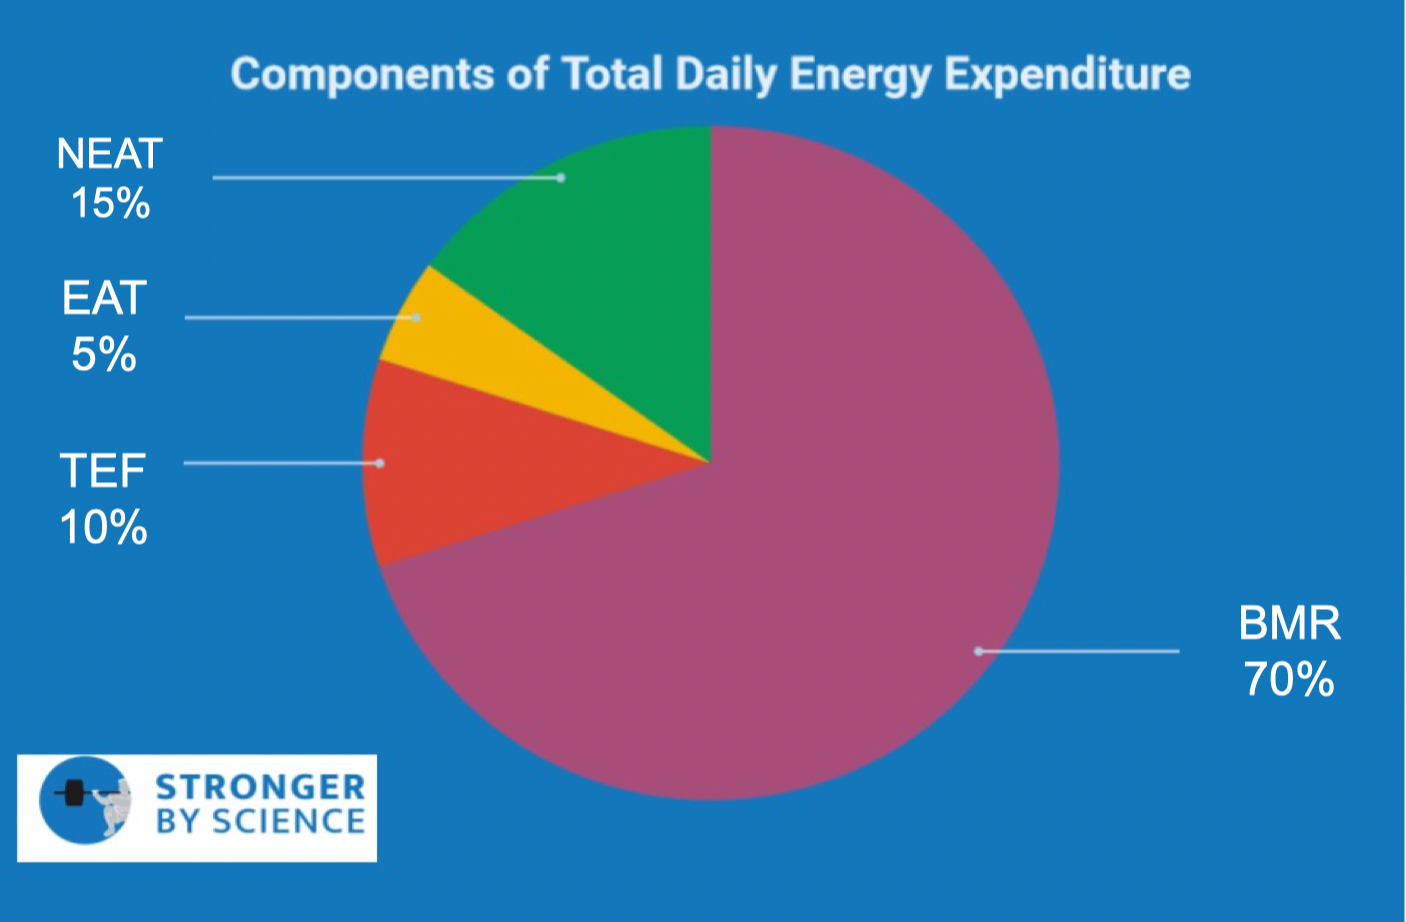 Components of Total Daily Energy Expenditure
NEAT
15%
EAT
5%
TEF
10%
BMR
70%
STRONGER
BY SCIENCE